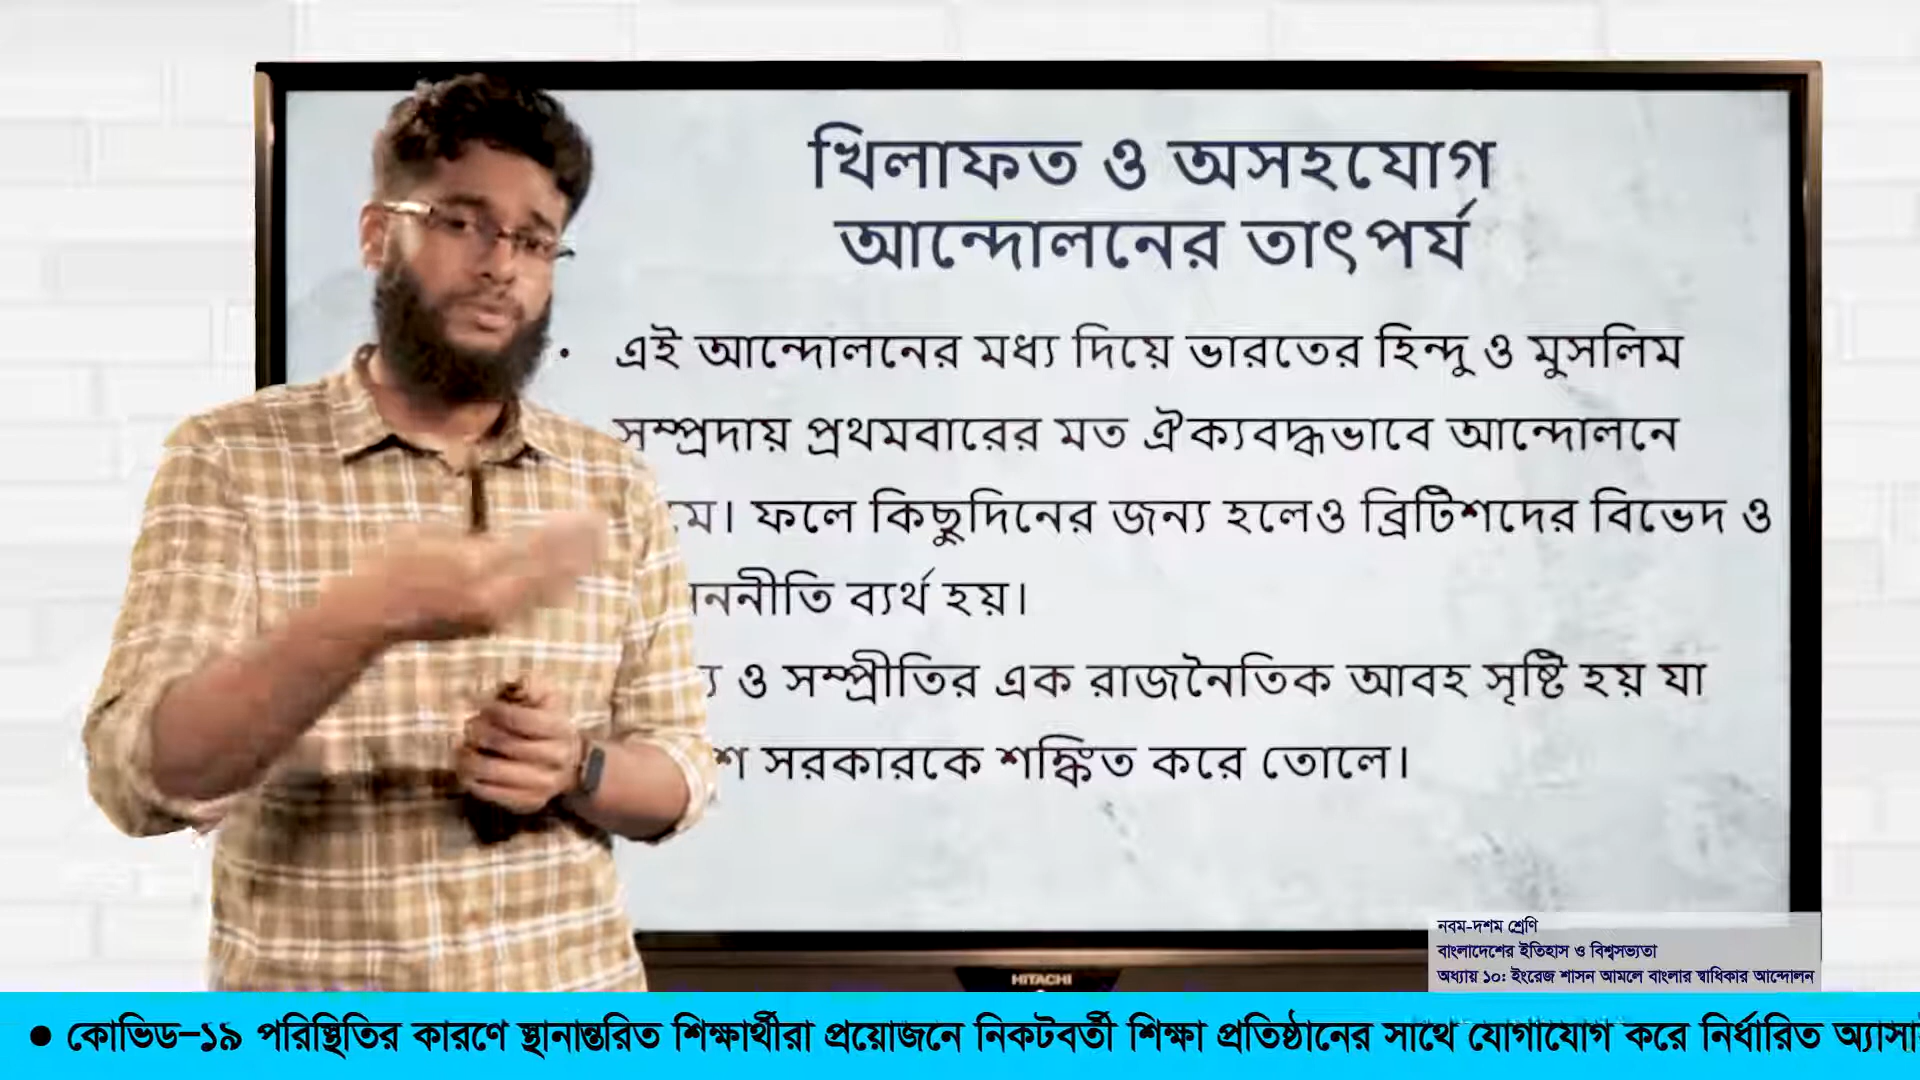 খিলাফত ও অসহযোগ
আন্দোলনের তাৎপর্য
• এই আন্দোলনের মধ্য দিয়ে ভারতের হিন্দু ও মুসলিম
সম্প্রদায় প্রথমবারের মত ঐক্যবদ্ধভাবে আন্দোলনে
ফলে কিছুদিনের জন্য হলেও ব্রিটিশদের বিভেদ ও
ব্যর্থ হয়।
ও সম্প্রীতির এক রাজনৈতিক আবহ সৃষ্টি হয় যা
সরকারকে শঙ্কিত করে তোলে।
HITACHI
নবম-দশম শ্রেণি
বাংলাদেশের ইতিহাস ও বিশ্বসভ্যতা
অধ্যায় ১০: ইংরেজ শাসন আমলে বাংলার স্বাধিকার আন্দোলন
● কোভিড-১৯ পরিস্থিতির কারণে স্থানান্তরিত শিক্ষার্থীরা প্রয়োজনে নিকটবর্তী শিক্ষা প্রতিষ্ঠানের সাথে যোগাযোগ করে নির্ধারিত